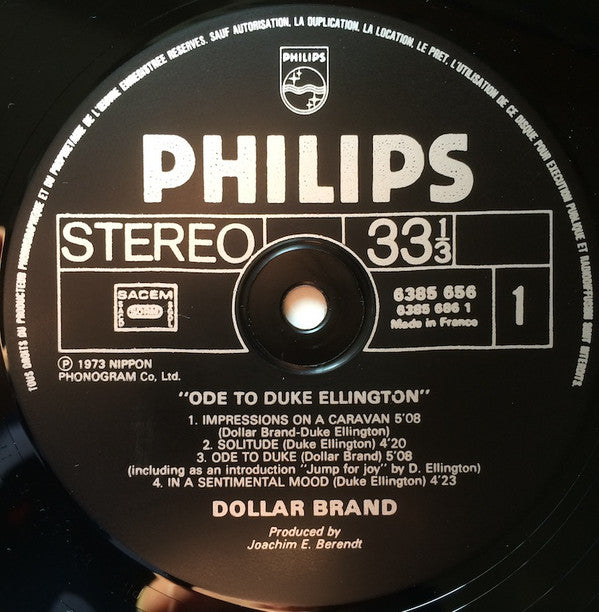 TOUS DROITS DU PRODUCTEUR PHONOGRAPHIQUE ET DU PROPRIETAIRE DE L'ŒUVRE ENREGISTREE RESERVES. SAUF AUTORISATION, LA DUPLICATION, LA LOCATION, LE PRET, L'UTILISATION DE CE DISQUE POUR EXECUTION PUBLIQUE ET RADIODIFFUSION SONT INTERDITS.
PHILIPS
PHILIPS
STEREO
33 1/3
SACEM
6385 656
6385 686 1
Made in France
1
Ⓟ 1973 NIPPON
PHONOGRAM Co, Ltd.
"ODE TO DUKE ELLINGTON"
1. IMPRESSIONS ON A CARAVAN 5'08
(Dollar Brand-Duke Ellington)
2. SOLITUDE (Duke Ellington) 4'20
3. ODE TO DUKE (Dollar Brand) 5'08
(including as an introduction "Jump for joy" by D. Ellington)
4. IN A SENTIMENTAL MOOD (Duke Ellington) 4'23
DOLLAR BRAND
Produced by
Joachim E. Berendt